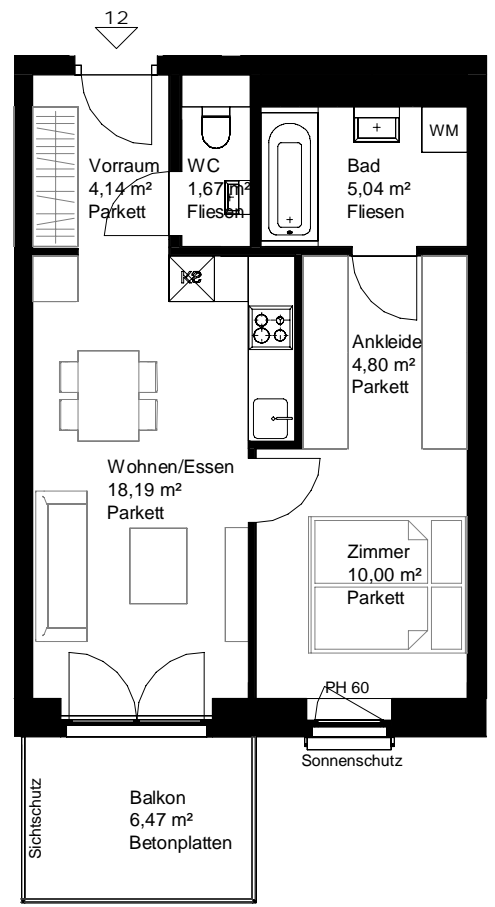 12
Vorraum
4,14 m²
Parkett
WC
1,67 m²
Fliesen
Bad
5,04 m²
Fliesen
WM
Ankleide
4,80 m²
Parkett
Wohnen/Essen
18,19 m²
Parkett
Zimmer
10,00 m²
Parkett
PH 60
Sonnenschutz
Sichtschutz
Balkon
6,47 m²
Betonplatten